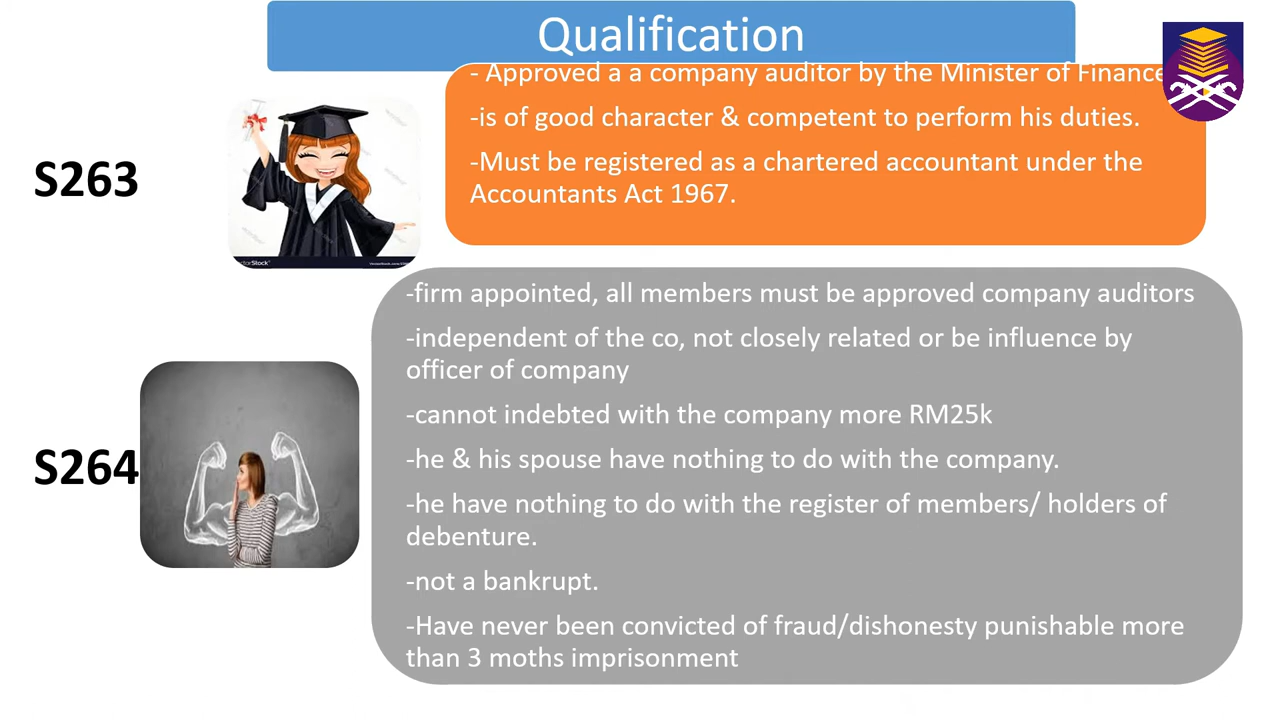 Qualification
- Approved a a company auditor by the Minister of Finance
-is of good character & competent to perform his duties.
S263
-Must be registered as a chartered accountant under the
Accountants Act 1967.
VectorStock
-firm appointed, all members must be approved company auditors
-independent of the co, not closely related or be influence by
officer of company
-cannot indebted with the company more RM25k
S264
-he & his spouse have nothing to do with the company.
-he have nothing to do with the register of members/ holders of
debenture.
-not a bankrupt.
-Have never been convicted of fraud/dishonesty punishable more
than 3 moths imprisonment